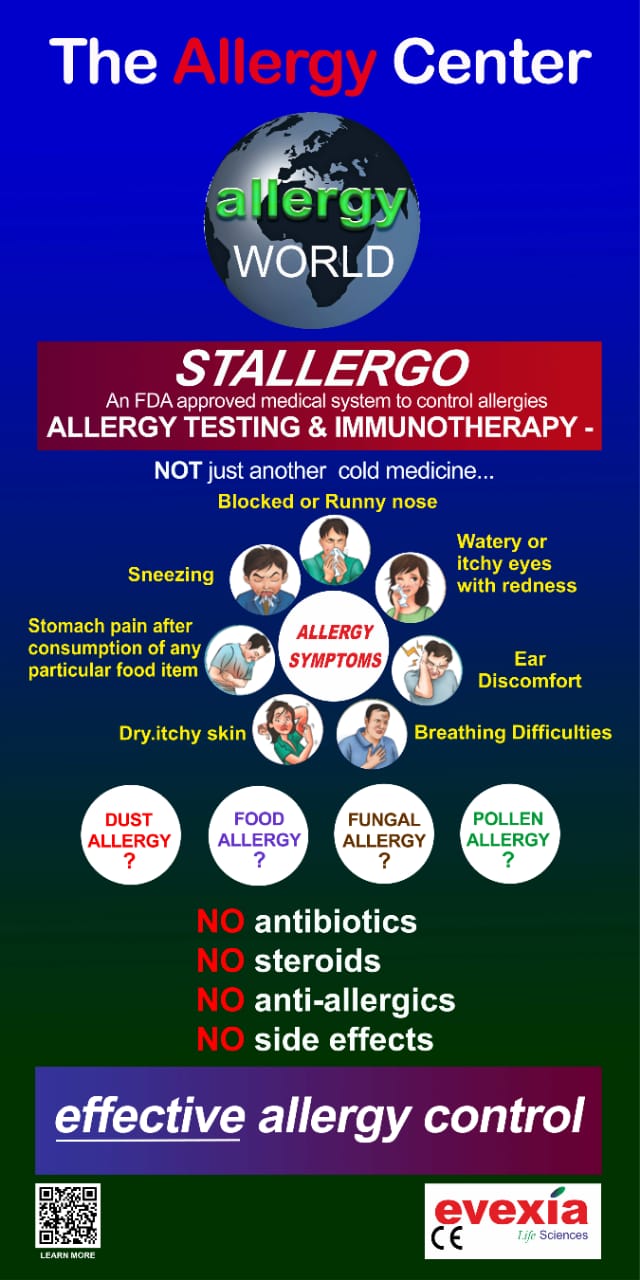 The Allergy Center
allergy
WORLD
STALLERGO
An FDA approved medical system to control allergies
ALLERGY TESTING & IMMUNOTHERAPY -
NOT just another cold medicine...
Blocked or Runny nose
Watery or
itchy eyes
with redness
Sneezing
Stomach pain after
consumption of any
particular food item
ALLERGY
SYMPTOMS
Ear
Discomfort
Dry.itchy skin
Breathing Difficulties
DUST
ALLERGY
?
FOOD
ALLERGY
?
FUNGAL
ALLERGY
?
POLLEN
ALLERGY
?
NO antibiotics
NO steroids
NO anti-allergics
NO side effects
effective allergy control
LEARN MORE
evexia
CE
Life Sciences